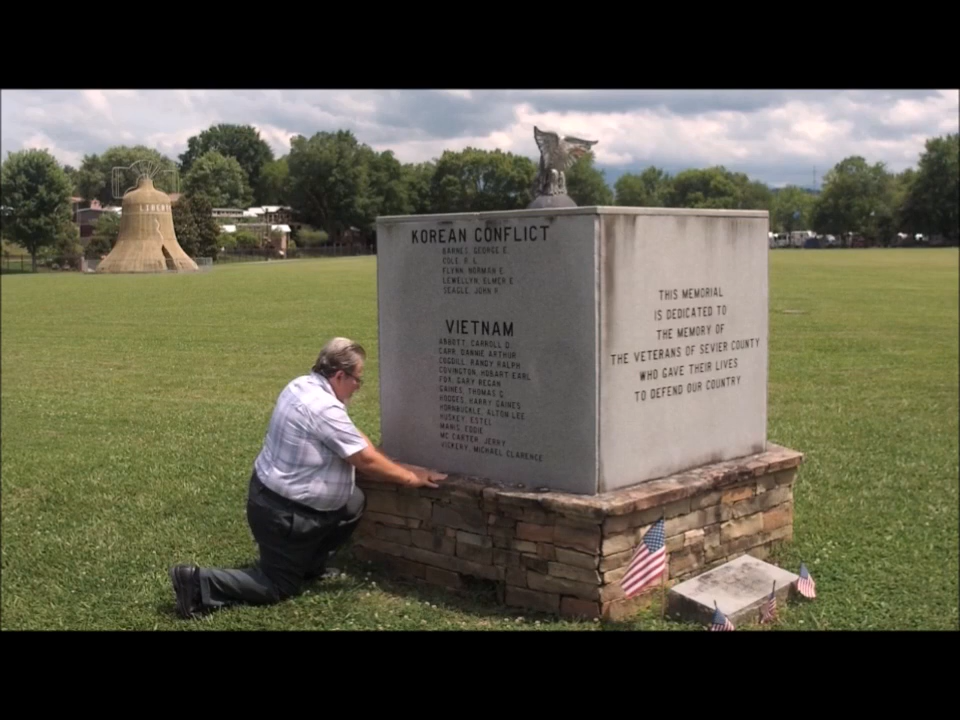 LIBERTY
KOREAN CONFLICT
BARNES, GEORGE E.
COLE, R. L.
FLYNN, NORMAN C.
LEWELLYN, ELMER E.
SEAGLE, JOHN R.
VIETNAM
ABBOTT, CARROLL D.
CARR, DANNIE ARTHUR
COGDILL, RANDY RALPH
COVINGTON, HOBART EARL
FOX, GARY REGAN
GAINES, THOMAS G.
HODGES, HARRY GAINES
HORNBUCKLE, ALTON LEE
HUSKEY, ESTEL
MANIS, EDDIE
MC CARTER, JERRY
VICKERY, MICHAEL CLARENCE
THIS MEMORIAL
IS DEDICATED TO
THE MEMORY OF
THE VETERANS OF SEVIER COUNTY
WHO GAVE THEIR LIVES
TO DEFEND OUR COUNTRY